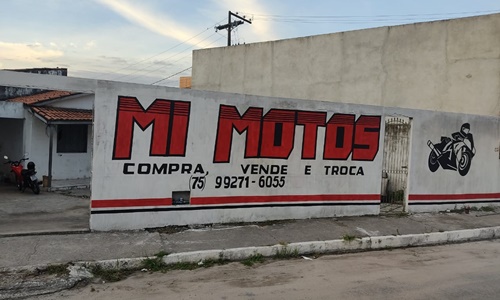 MI MOTOS
COMPRA, VENDE E TROCA
(75) 99271-6055